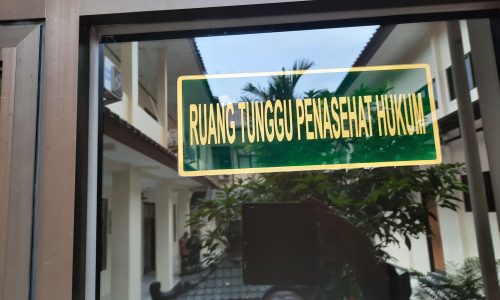 RUANG TUNGGU PENASEHAT HUKUM